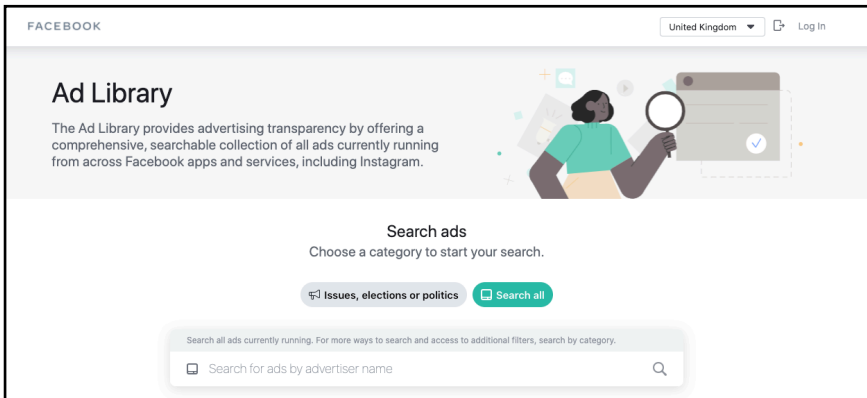 FACEBOOK
United Kingdom
Log In
Ad Library
The Ad Library provides advertising transparency by offering a
comprehensive, searchable collection of all ads currently running
from across Facebook apps and services, including Instagram.
Search ads
Choose a category to start your search.
Issues, elections or politics
Search all
Search all ads currently running. For more ways to search and access to additional filters, search by category.
Search for ads by advertiser name